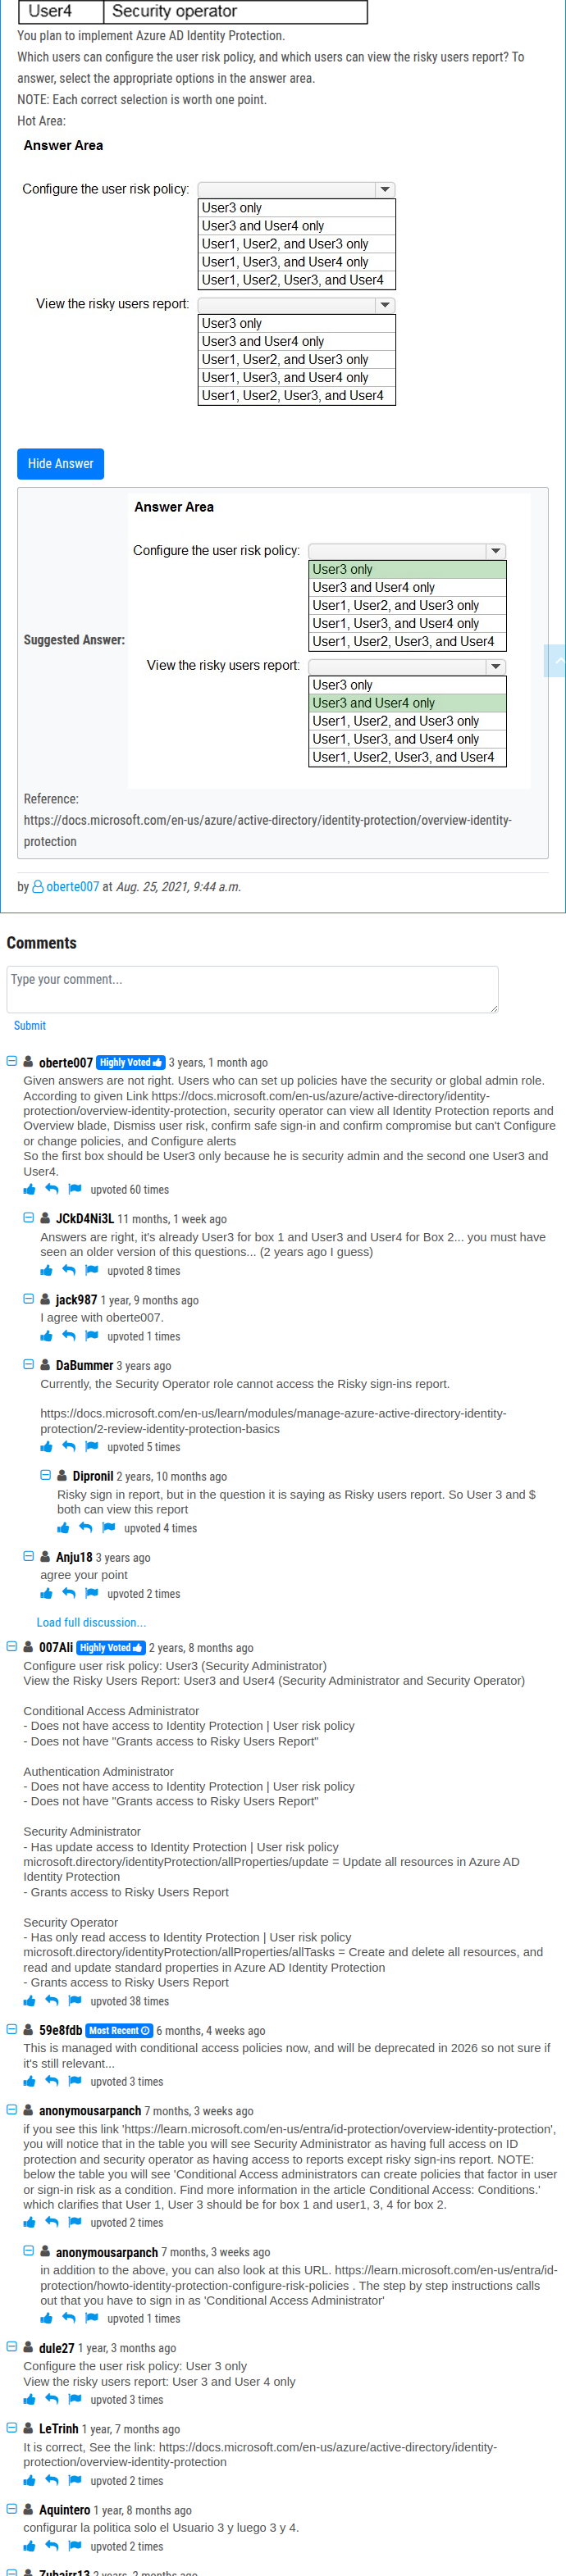 User4 Security operator
You plan to implement Azure AD Identity Protection.
Which users can configure the user risk policy, and which users can view the risky users report? To
answer, select the appropriate options in the answer area.
NOTE: Each correct selection is worth one point.
Hot Area:
Answer Area
Configure the user risk policy:
User3 only
User3 and User4 only
User1, User2, and User3 only
User1, User3, and User4 only
User1, User2, User3, and User4
View the risky users report:
User3 only
User3 and User4 only
User1, User2, and User3 only
User1, User3, and User4 only
User1, User2, User3, and User4
Hide Answer
Suggested Answer:
Answer Area
Configure the user risk policy:
User3 only
User3 and User4 only
User1, User2, and User3 only
User1, User3, and User4 only
User1, User2, User3, and User4
View the risky users report:
User3 only
User3 and User4 only
User1, User2, and User3 only
User1, User3, and User4 only
User1, User2, User3, and User4
Reference:
https://docs.microsoft.com/en-us/azure/active-directory/identity-protection/overview-identity-
protection
by oberte007 at Aug. 25, 2021, 9:44 a.m.
Comments
Type your comment...
Submit
oberte007 Highly Voted 3 years, 1 month ago
Given answers are not right. Users who can set up policies have the security or global admin role.
According to given Link https://docs.microsoft.com/en-us/azure/active-directory/identity-
protection/overview-identity-protection, security operator can view all Identity Protection reports and
Overview blade, Dismiss user risk, confirm safe sign-in and confirm compromise but can't Configure
or change policies, and Configure alerts
So the first box should be User3 only because he is security admin and the second one User3 and
User4.
upvoted 60 times
JCkD4Ni3L 11 months, 1 week ago
Answers are right, it's already User3 for box 1 and User3 and User4 for Box 2... you must have
seen an older version of this questions... (2 years ago I guess)
upvoted 8 times
jack987 1 year, 9 months ago
I agree with oberte007.
upvoted 1 times
DaBummer 3 years ago
Currently, the Security Operator role cannot access the Risky sign-ins report.
https://docs.microsoft.com/en-us/learn/modules/manage-azure-active-directory-identity-
protection/2-review-identity-protection-basics
upvoted 5 times
Dipronil 2 years, 10 months ago
Risky sign in report, but in the question it is saying as Risky users report. So User 3 and $
both can view this report
upvoted 4 times
Anju18 3 years ago
agree your point
upvoted 2 times
Load full discussion...
007Ali Highly Voted 2 years, 8 months ago
Configure user risk policy: User3 (Security Administrator)
View the Risky Users Report: User3 and User4 (Security Administrator and Security Operator)
Conditional Access Administrator
- Does not have access to Identity Protection | User risk policy
- Does not have "Grants access to Risky Users Report"
Authentication Administrator
- Does not have access to Identity Protection | User risk policy
- Does not have "Grants access to Risky Users Report"
Security Administrator
- Has update access to Identity Protection | User risk policy
microsoft.directory/identityProtection/allProperties/update = Update all resources in Azure AD
Identity Protection
- Grants access to Risky Users Report
Security Operator
- Has only read access to Identity Protection | User risk policy
microsoft.directory/identityProtection/allProperties/allTasks = Create and delete all resources, and
read and update standard properties in Azure AD Identity Protection
- Grants access to Risky Users Report
upvoted 38 times
59e8fdb Most Recent 6 months, 4 weeks ago
This is managed with conditional access policies now, and will be deprecated in 2026 so not sure if
it's still relevant...
upvoted 3 times
anonymousarpanch 7 months, 3 weeks ago
if you see this link 'https://learn.microsoft.com/en-us/entra/id-protection/overview-identity-protection',
you will notice that in the table you will see Security Administrator as having full access on ID
protection and security operator as having access to reports except risky sign-ins report. NOTE:
below the table you will see 'Conditional Access administrators can create policies that factor in user
or sign-in risk as a condition. Find more information in the article Conditional Access: Conditions.'
which clarifies that User 1, User 3 should be for box 1 and user1, 3, 4 for box 2.
upvoted 2 times
anonymousarpanch 7 months, 3 weeks ago
in addition to the above, you can also look at this URL. https://learn.microsoft.com/en-us/entra/id-
protection/howto-identity-protection-configure-risk-policies . The step by step instructions calls
out that you have to sign in as 'Conditional Access Administrator'
upvoted 1 times
dule27 1 year, 3 months ago
Configure the user risk policy: User 3 only
View the risky users report: User 3 and User 4 only
upvoted 3 times
LeTrinh 1 year, 7 months ago
It is correct, See the link: https://docs.microsoft.com/en-us/azure/active-directory/identity-
protection/overview-identity-protection
upvoted 2 times
Aquintero 1 year, 8 months ago
configurar la politica solo el Usuario 3 y luego 3 y 4.
upvoted 2 times